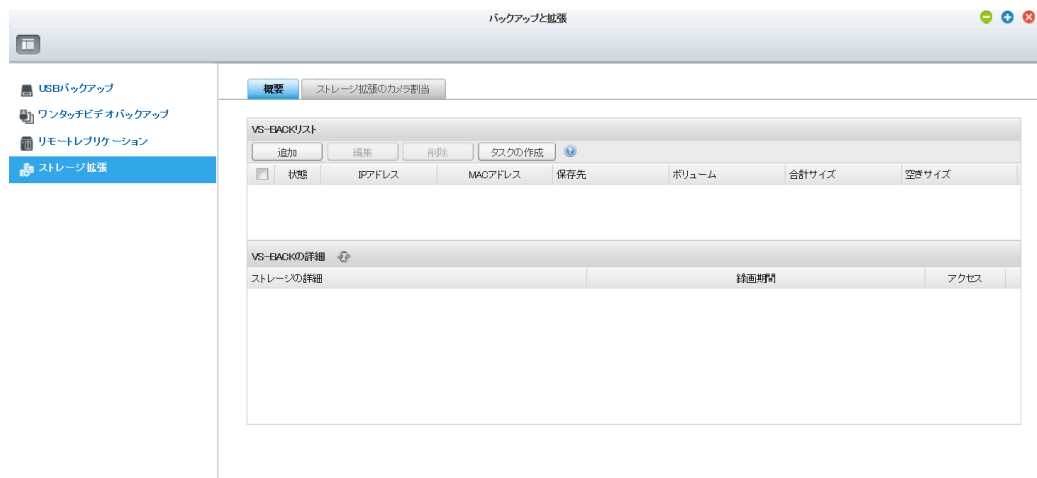 バックアップと拡張
USBバックアップ
ワンタッチビデオバックアップ
リモートレプリケーション
ストレージ拡張
概要 ストレージ拡張のカメラ割当
VS-BACKリスト
追加 編集 削除 タスクの作成
状態 IPアドレス MACアドレス 保存先 ボリューム 合計サイズ 空きサイズ
VS-BACKの詳細
ストレージの詳細 録画期間 アクセス